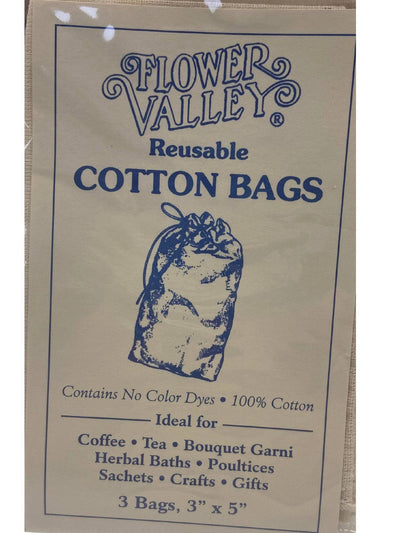 FLOWER
VALLEY®
Reusable
COTTON BAGS
Contains No Color Dyes • 100% Cotton
Ideal for
Coffee • Tea • Bouquet Garni
Herbal Baths • Poultices
Sachets • Crafts • Gifts
3 Bags, 3” x 5”